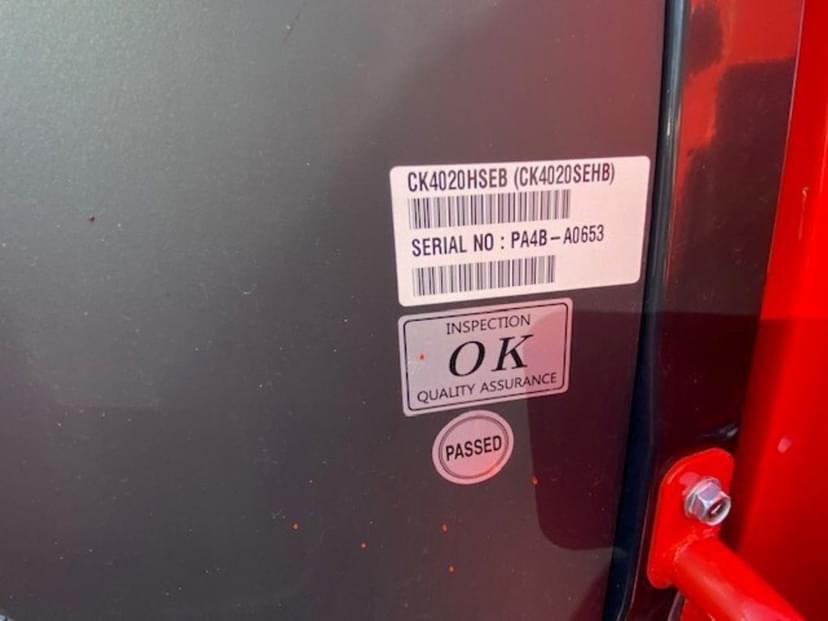 CK4020HSEB (CK4020SEHB)
SERIAL NO : PA4B-A0653
INSPECTION
OK
QUALITY ASSURANCE
PASSED